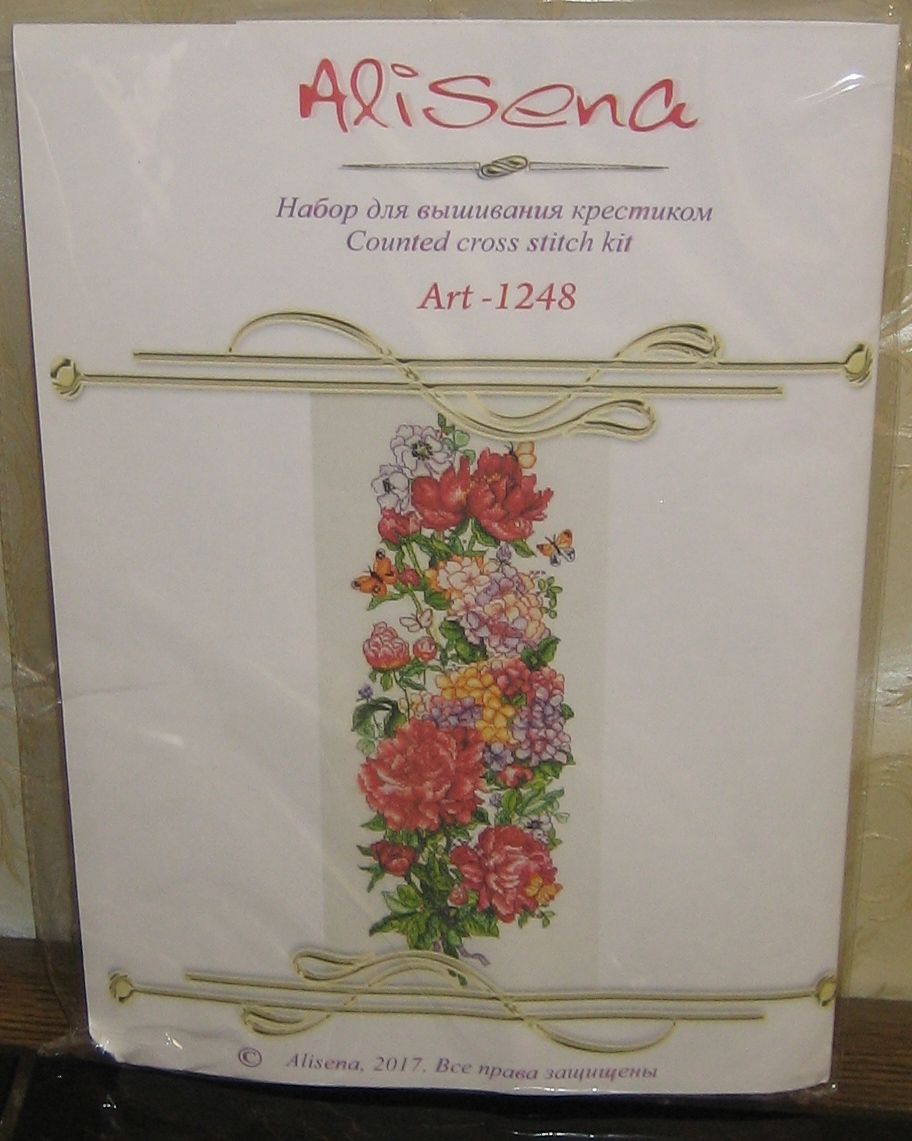 Alisena
Набор для вышивания крестиком
Counted cross stitch kit
Art -1248
© Alisena, 2017. Все права защищены